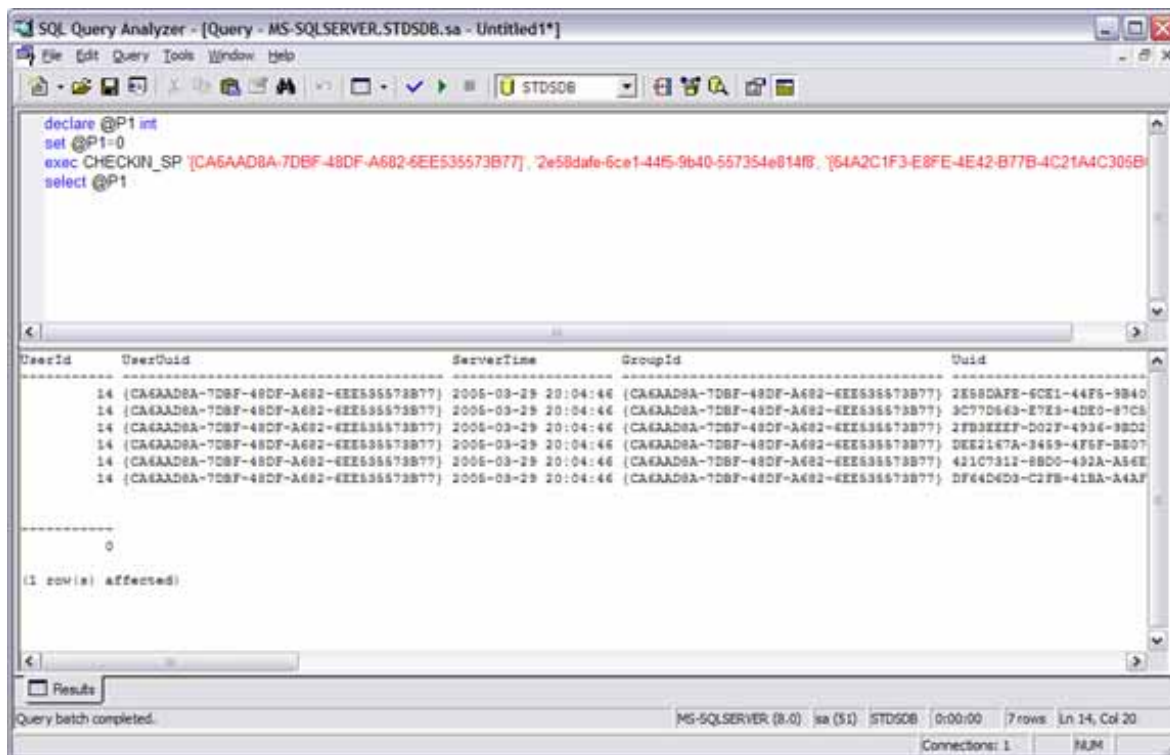 SQL Query Analyzer - [Query - MS-SQLSERVER.STDSDB.sa - Untitled1*]
File Edit Query Tools Window Help
STDSDB
declare @P1 int
set @P1=0
exec CHECKIN_SP '{CA6AAD8A-7DBF-48DF-A682-6EE535573B77}', '2e58dafe-6ce1-44f5-9b40-557354e814f8', '{64A2C1F3-E8FE-4E42-B77B-4C21A4C305B
select @P1
UserId UserUuid ServerTime GroupId Uuid
14 {CA6AAD8A-7DBF-48DF-A682-6EE535573B77} 2005-03-29 20:04:46 {CA6AAD8A-7DBF-48DF-A682-6EE535573B77} 2E58DAFE-6CE1-44F5-9B40
14 {CA6AAD8A-7DBF-48DF-A682-6EE535573B77} 2005-03-29 20:04:46 {CA6AAD8A-7DBF-48DF-A682-6EE535573B77}
14 {CA6AAD8A-7DBF-48DF-A682-6EE535573B77} 2005-03-29 20:04:46 {CA6AAD8A-7DBF-48DF-A682-6EE535573B77}
14 {CA6AAD8A-7DBF-48DF-A682-6EE535573B77} 2005-03-29 20:04:46 {CA6AAD8A-7DBF-48DF-A682-6EE535573B77}
14 {CA6AAD8A-7DBF-48DF-A682-6EE535573B77} 2005-03-29 20:04:46 {CA6AAD8A-7DBF-48DF-A682-6EE535573B77}
14 {CA6AAD8A-7DBF-48DF-A682-6EE535573B77} 2005-03-29 20:04:46 {CA6AAD8A-7DBF-48DF-A682-6EE535573B77}
0
(1 row(s) affected)
Results
Query batch completed. MS-SQLSERVER (8.0) sa (51) STDSDB 0:00:00 7 rows Ln 14, Col 20
Connections: 1 NUM